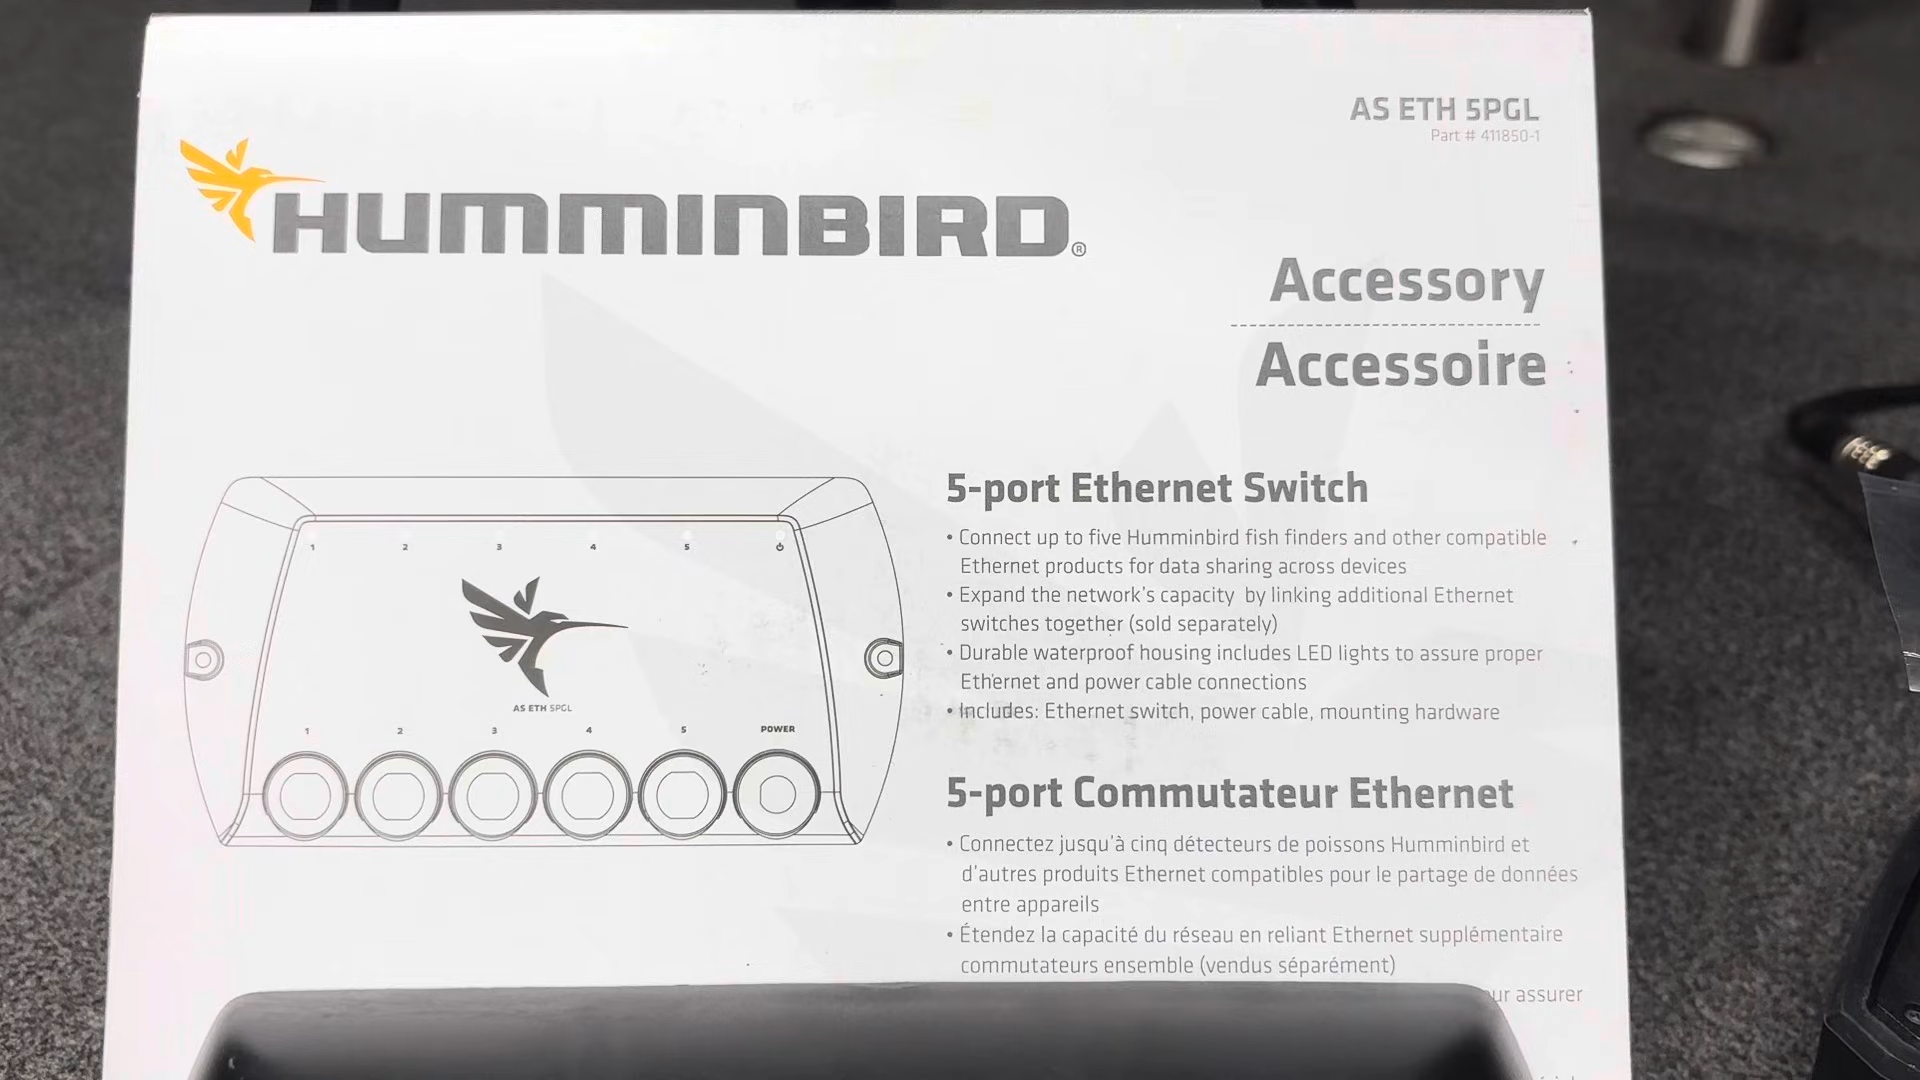 AS ETH 5PGL
Part # 411850-1
HUMMINBIRD®
Accessory
Accessoire
5-port Ethernet Switch
• Connect up to five Humminbird fish finders and other compatible
Ethernet products for data sharing across devices
• Expand the network's capacity by linking additional Ethernet
switches together (sold separately)
• Durable waterproof housing includes LED lights to assure proper
Ethernet and power cable connections
• Includes: Ethernet switch, power cable, mounting hardware
1 2 3 4 5
AS ETH 5PGL
1 2 3 4 5 POWER
5-port Commutateur Ethernet
• Connectez jusqu'à cinq détecteurs de poissons Humminbird et
d'autres produits Ethernet compatibles pour le partage de données
entre appareils
• Étendez la capacité du réseau en reliant Ethernet supplémentaire
commutateurs ensemble (vendus séparément)
assurer